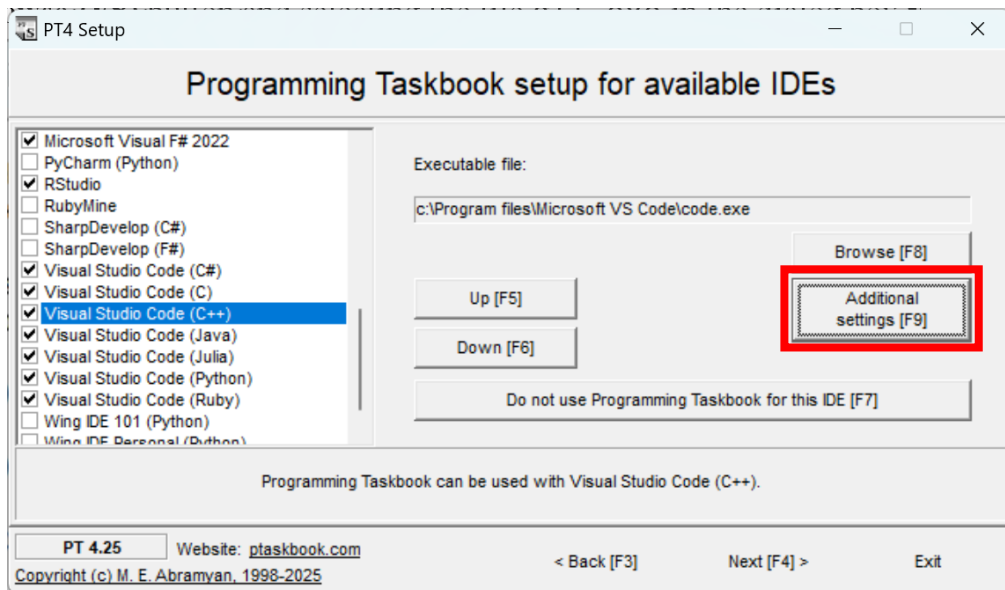 PT4 Setup
Programming Taskbook setup for available IDEs
Microsoft Visual F# 2022
PyCharm (Python)
RStudio
RubyMine
SharpDevelop (C#)
SharpDevelop (F#)
Visual Studio Code (C#)
Visual Studio Code (C)
Visual Studio Code (C++)
Visual Studio Code (Java)
Visual Studio Code (Julia)
Visual Studio Code (Python)
Visual Studio Code (Ruby)
Wing IDE 101 (Python)
Wing IDE Personal (Python)
Executable file:
c:\Program files\Microsoft VS Code\code.exe
Browse [F8]
Up [F5]
Additional
settings [F9]
Down [F6]
Do not use Programming Taskbook for this IDE [F7]
Programming Taskbook can be used with Visual Studio Code (C++).
PT 4.25
Website: ptaskbook.com
Copyright (c) M. E. Abramyan, 1998-2025
< Back [F3]
Next [F4] >
Exit